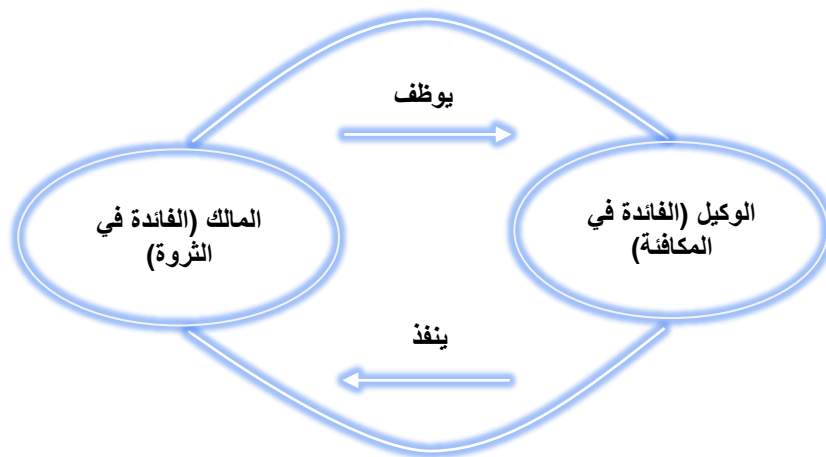 يوظف
المالك (الفائدة في
الثروة)
الوكيل (الفائدة في
المكافئة)
ينفذ